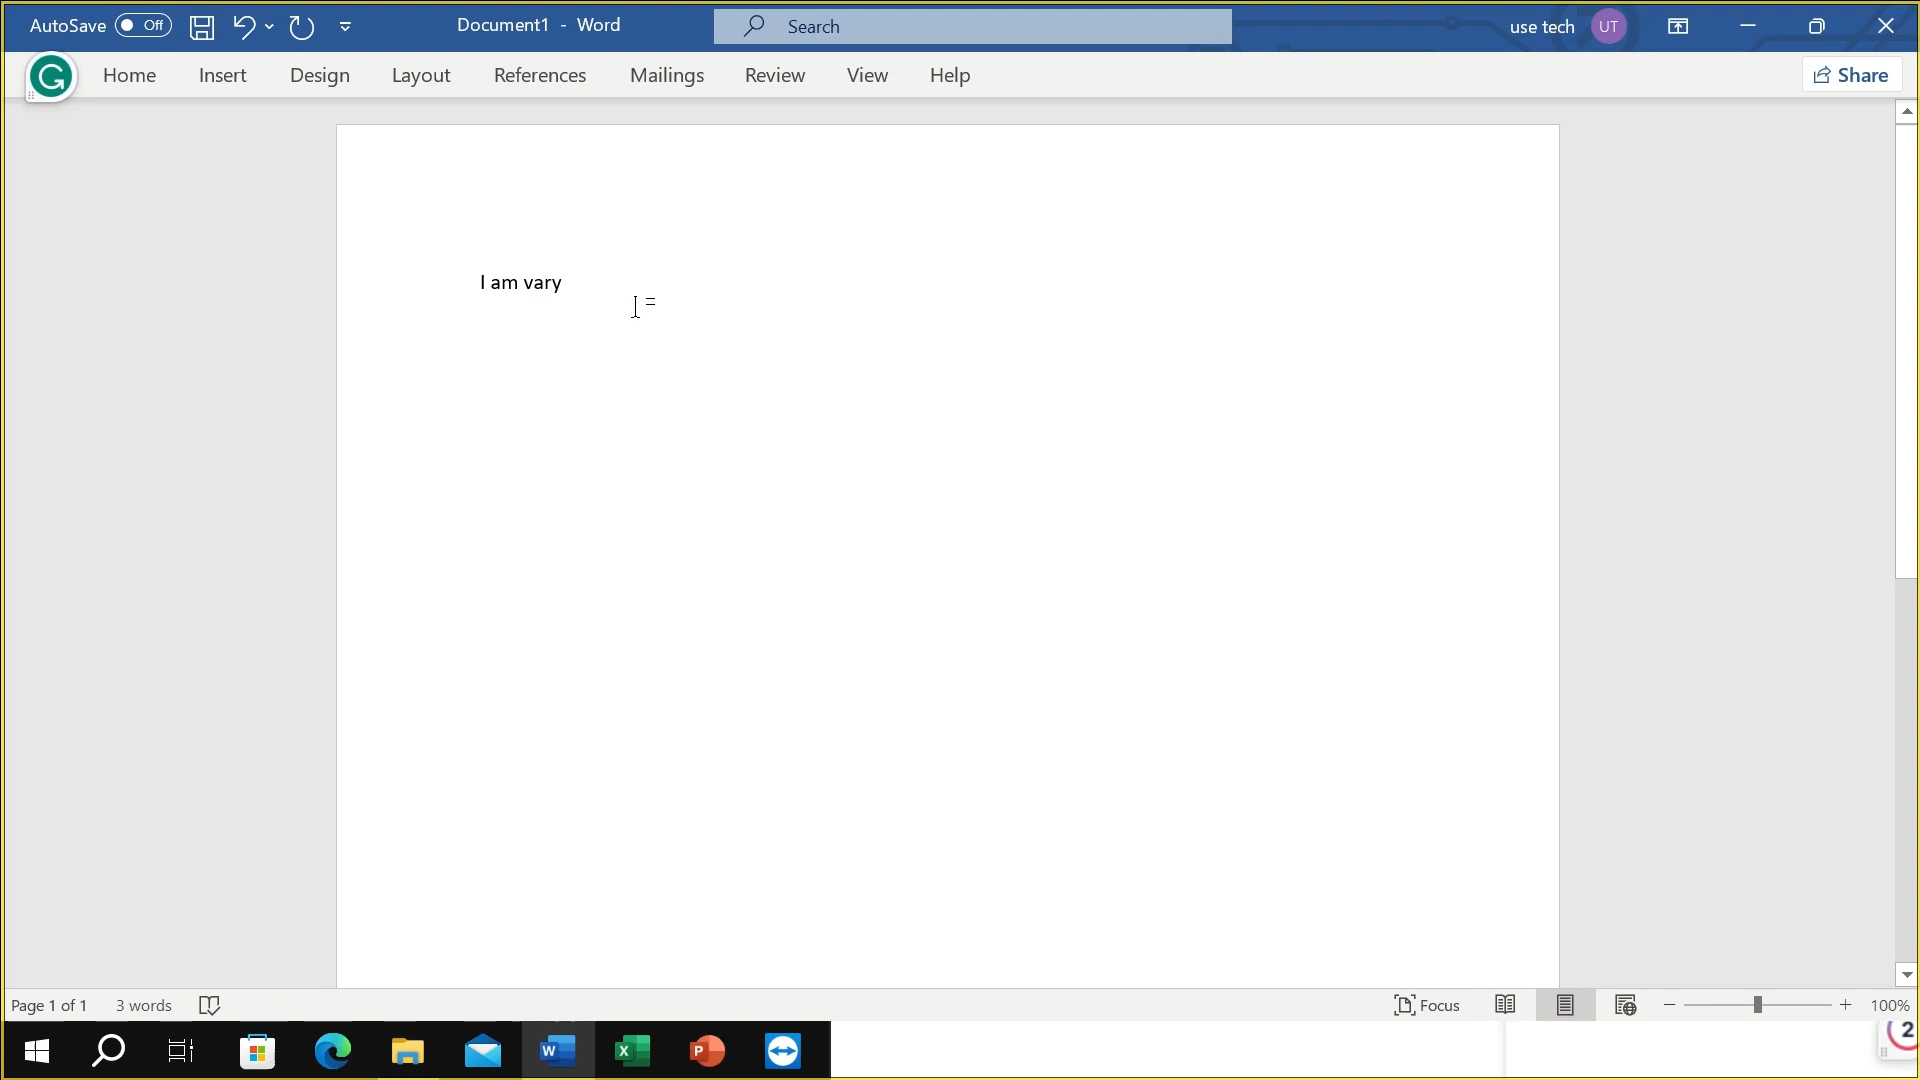 AutoSave Off Document1 - Word Search use tech UT
Home Insert Design Layout References Mailings Review View Help Share
I am vary
Page 1 of 1 3 words Focus 100%
2